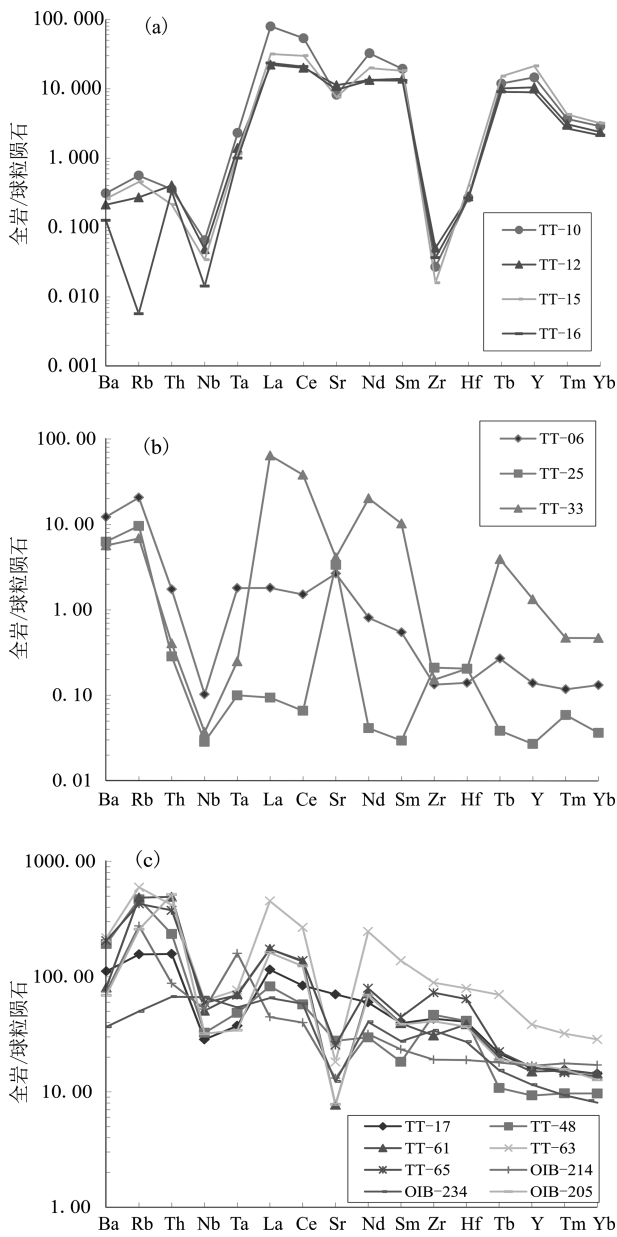 (a)
全岩/球粒陨石
100.000
10.000
1.000
0.100
0.010
0.001
Ba Rb Th Nb Ta La Ce Sr Nd Sm Zr Hf Tb Y Tm Yb
TT-10
TT-12
TT-15
TT-16
(b)
全岩/球粒陨石
100.00
10.00
1.00
0.10
0.01
Ba Rb Th Nb Ta La Ce Sr Nd Sm Zr Hf Tb Y Tm Yb
TT-06
TT-25
TT-33
(c)
全岩/球粒陨石
1000.00
100.00
10.00
1.00
Ba Rb Th Nb Ta La Ce Sr Nd Sm Zr Hf Tb Y Tm Yb
TT-17 TT-48
TT-61 TT-63
TT-65 OIB-214
OIB-234 OIB-205